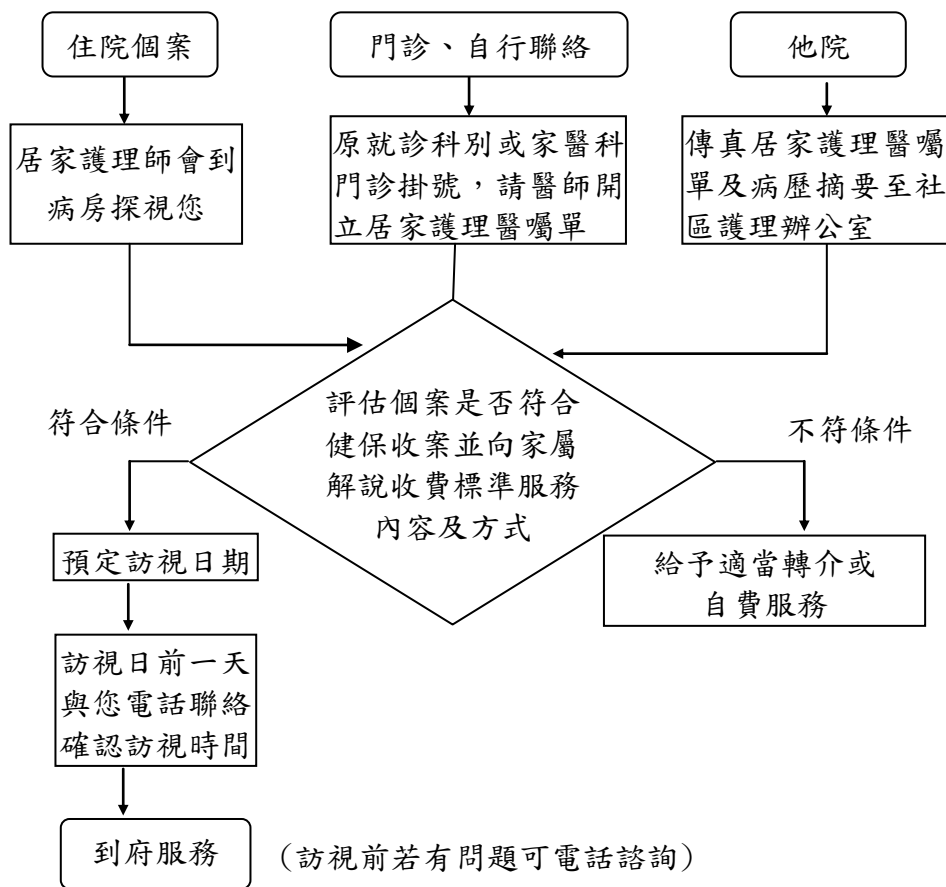 住院個案
門診、自行聯絡
他院
居家護理師會到
病房探視您
原就診科別或家醫科
門診掛號，請醫師開
立居家護理醫囑單
傳真居家護理醫囑
單及病歷摘要至社
區護理辦公室
評估個案是否符合
健保收案並向家屬
解說收費標準服務
內容及方式
符合條件
不符條件
預定訪視日期
給予適當轉介或
自費服務
訪視日前一天
與您電話聯絡
確認訪視時間
到府服務
（訪視前若有問題可電話諮詢）